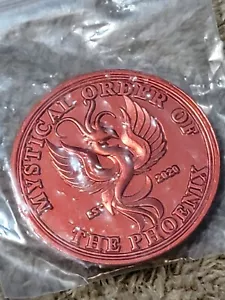 MYSTICAL ORDER OF
THE PHOENIX
EST 2020